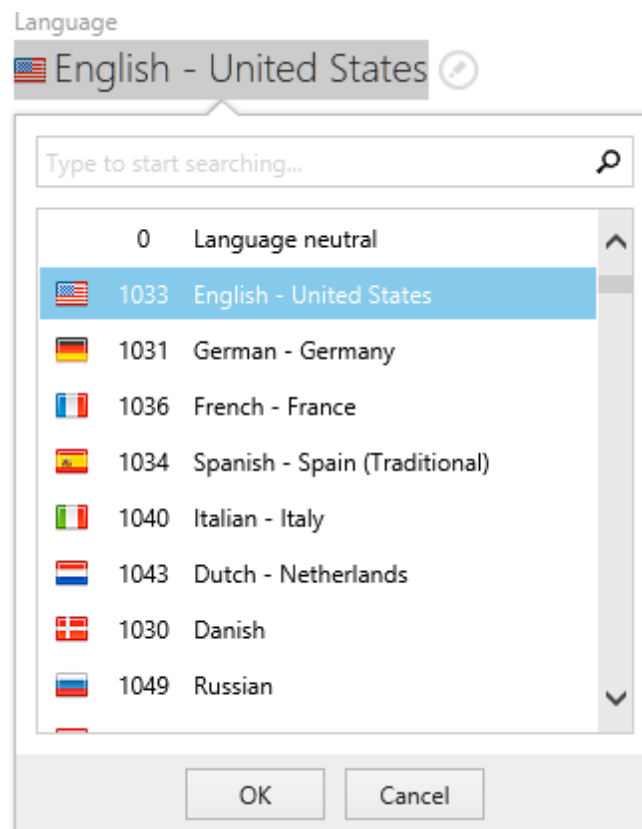 Language
English - United States
Type to start searching...
0 Language neutral
1033 English - United States
1031 German - Germany
1036 French - France
1034 Spanish - Spain (Traditional)
1040 Italian - Italy
1043 Dutch - Netherlands
1030 Danish
1049 Russian
OK Cancel